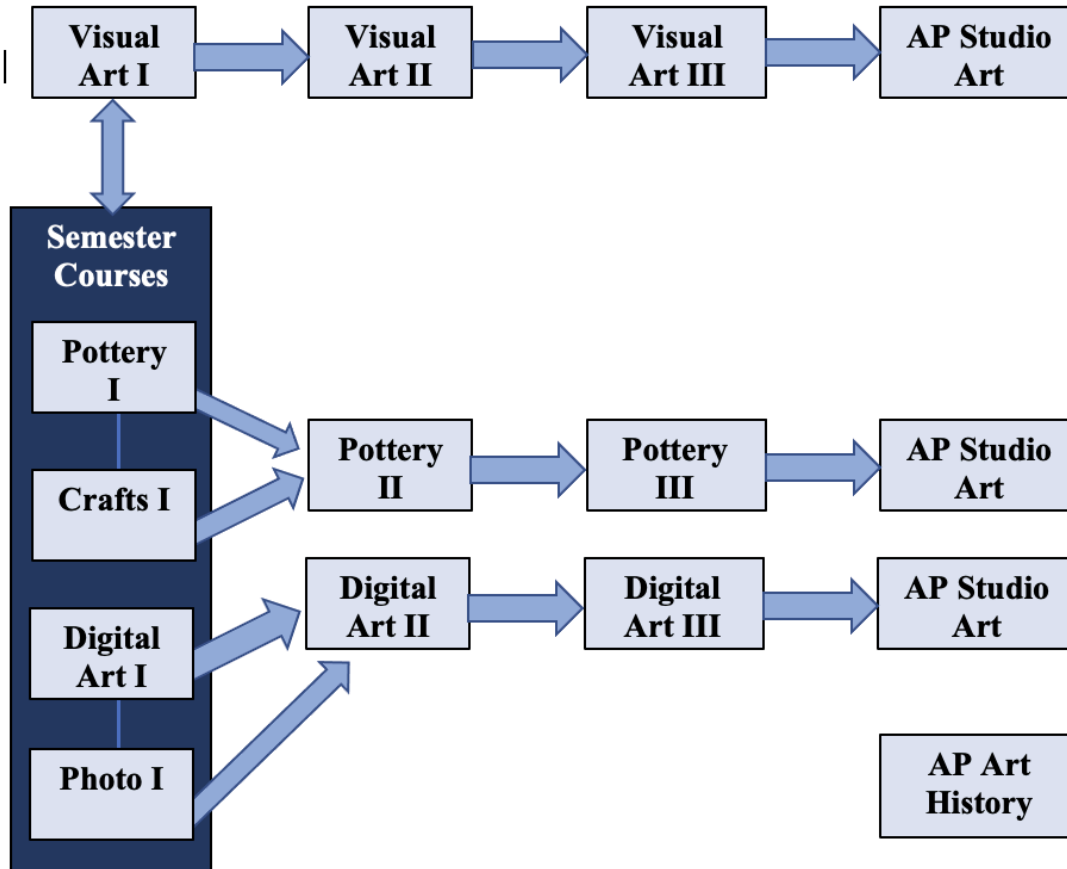 Visual
Art I
Visual
Art II
Visual
Art III
AP Studio
Art
Semester
Courses
Pottery
I
Crafts I
Pottery
II
Pottery
III
AP Studio
Art
Digital
Art I
Photo I
Digital
Art II
Digital
Art III
AP Studio
Art
AP Art
History